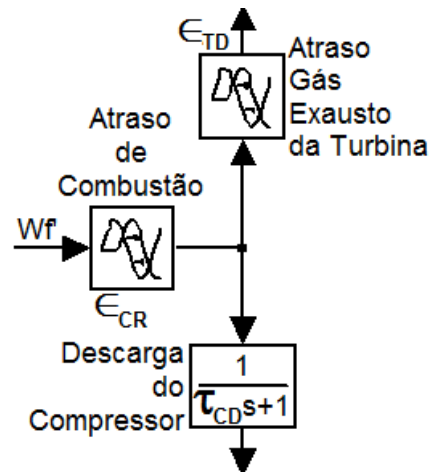 ∈TD
Atraso
Gás
Exausto
da Turbina
Atraso
de
Combustão
Wf'
∈CR
Descarga
do
Compressor
1
τCDs+1